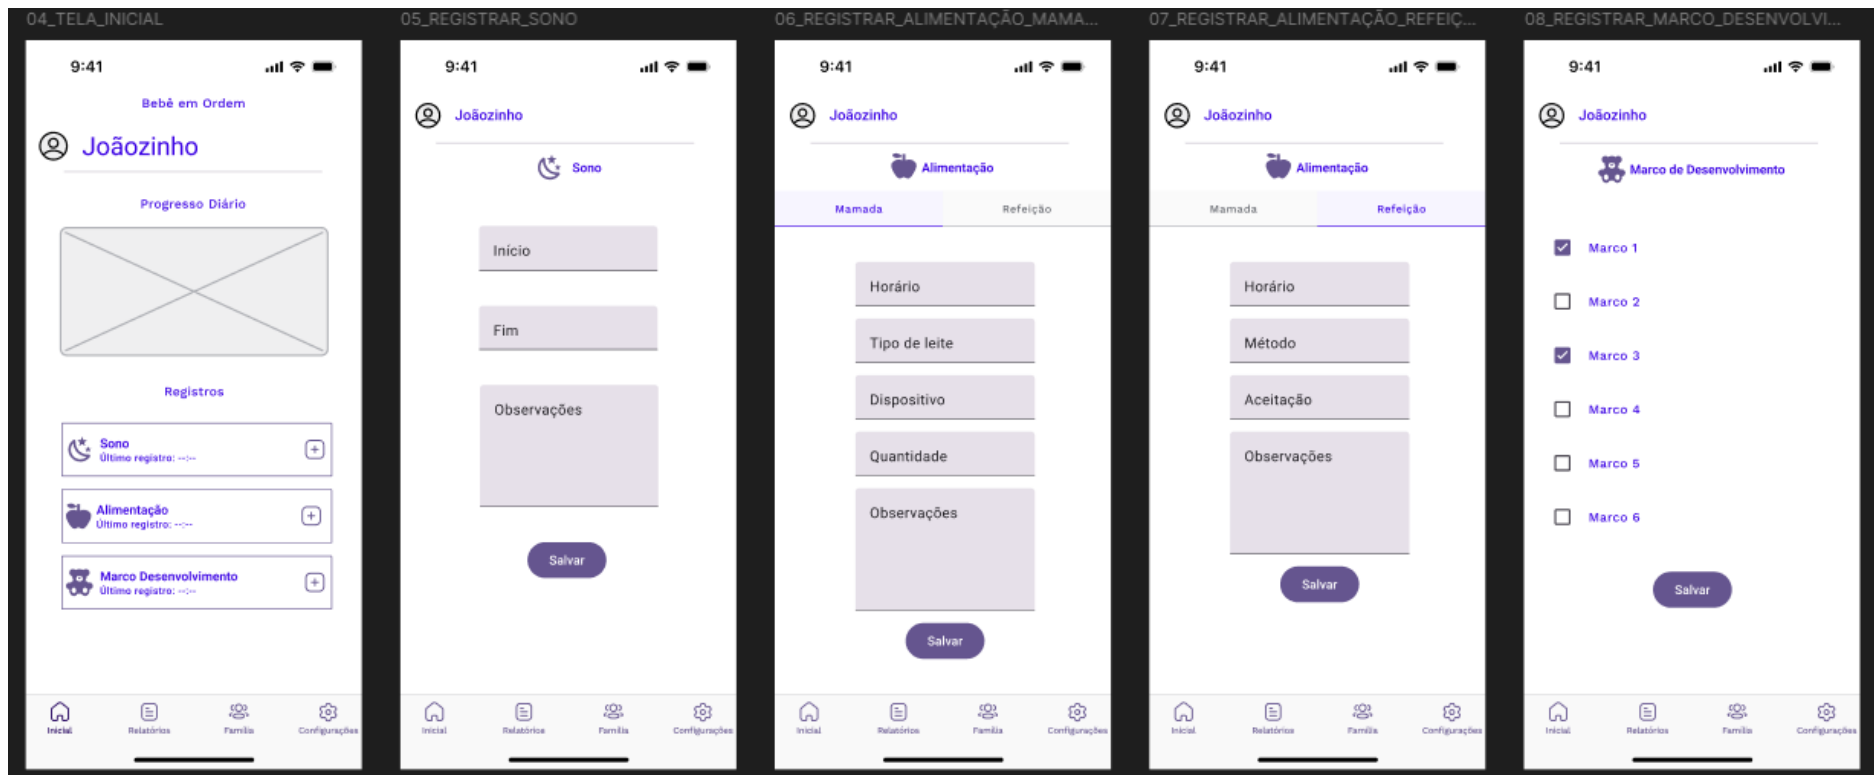 04_TELA_INICIAL
9:41
Bebê em Ordem
Joãozinho
Progresso Diário
Registros
Sono
Último registro: --:--
Alimentação
Último registro: --:--
Marco Desenvolvimento
Último registro: --:--
Inicial Relatórios Família Configurações
05_REGISTRAR_SONO
9:41
Joãozinho
Sono
Início
Fim
Observações
Salvar
Inicial Relatórios Família Configurações
06_REGISTRAR_ALIMENTAÇÃO_MAMA...
9:41
Joãozinho
Alimentação
Mamada Refeição
Horário
Tipo de leite
Dispositivo
Quantidade
Observações
Salvar
Inicial Relatórios Família Configurações
07_REGISTRAR_ALIMENTAÇÃO_REFEIÇ...
9:41
Joãozinho
Alimentação
Mamada Refeição
Horário
Método
Aceitação
Observações
Salvar
Inicial Relatórios Família Configurações
08_REGISTRAR_MARCO_DESENVOLVI...
9:41
Joãozinho
Marco de Desenvolvimento
Marco 1
Marco 2
Marco 3
Marco 4
Marco 5
Marco 6
Salvar
Inicial Relatórios Família Configurações